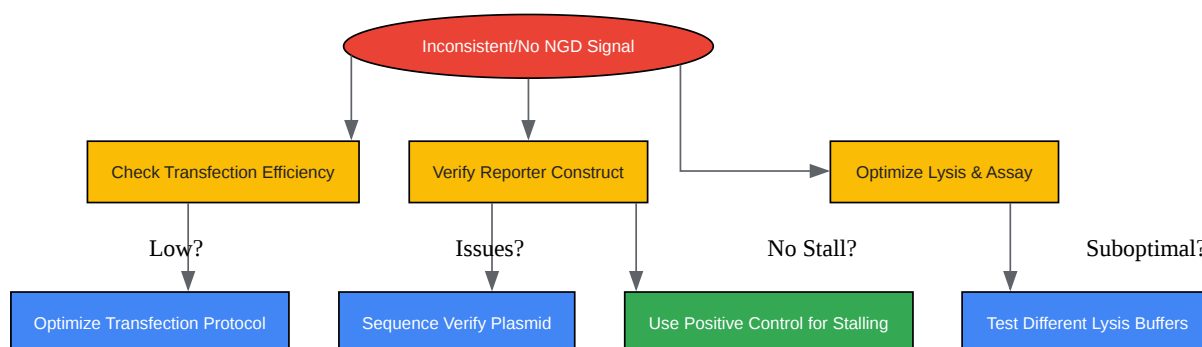 Inconsistent/No NGD Signal
Check Transfection Efficiency
Verify Reporter Construct
Optimize Lysis & Assay
Low?
Issues?
No Stall?
Suboptimal?
Optimize Transfection Protocol
Sequence Verify Plasmid
Use Positive Control for Stalling
Test Different Lysis Buffers